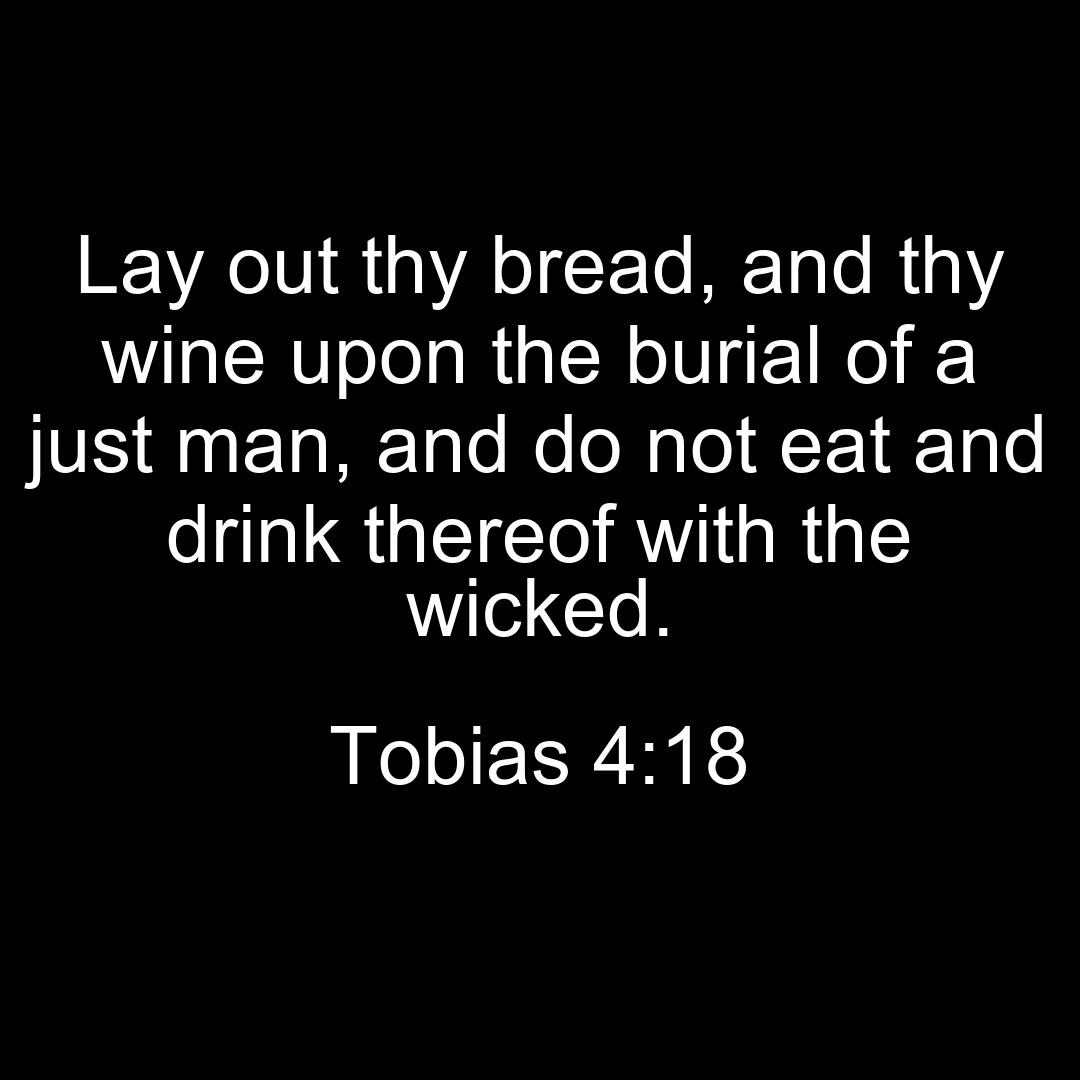 Lay out thy bread, and thy
wine upon the burial of a
just man, and do not eat and
drink thereof with the
wicked.
Tobias 4:18